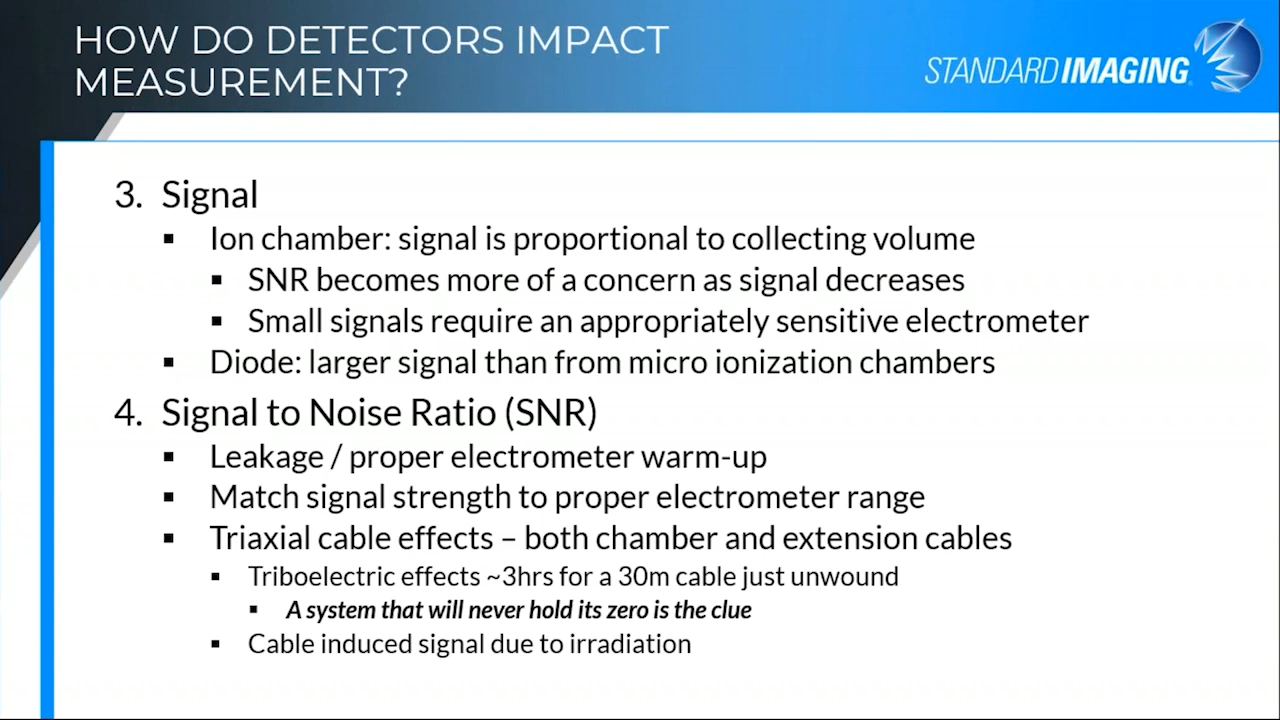 HOW DO DETECTORS IMPACT
MEASUREMENT?
STANDARD IMAGING
3. Signal
▪ Ion chamber: signal is proportional to collecting volume
▪ SNR becomes more of a concern as signal decreases
▪ Small signals require an appropriately sensitive electrometer
▪ Diode: larger signal than from micro ionization chambers
4. Signal to Noise Ratio (SNR)
▪ Leakage / proper electrometer warm-up
▪ Match signal strength to proper electrometer range
▪ Triaxial cable effects – both chamber and extension cables
▪ Triboelectric effects ~3hrs for a 30m cable just unwound
▪ A system that will never hold its zero is the clue
▪ Cable induced signal due to irradiation